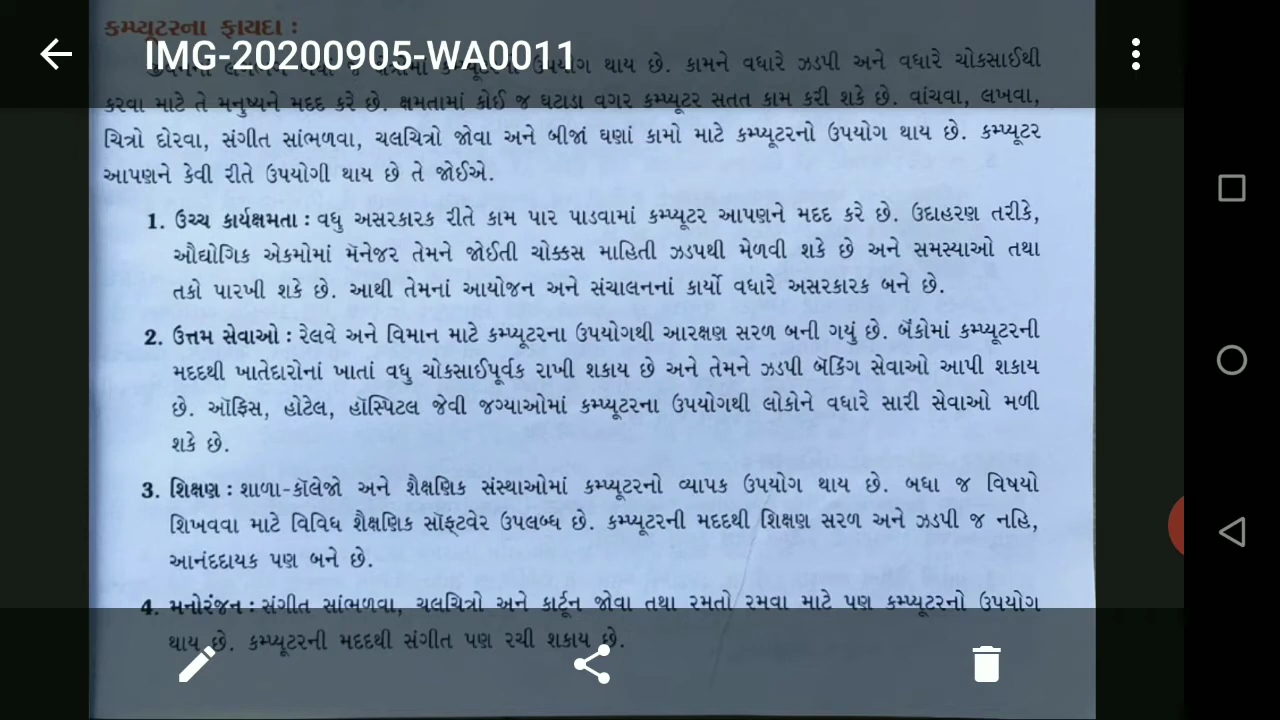 કમ્પ્યૂટરના ફાયદા :
IMG-20200905-WA0011
ઉપયોગ થાય છે. કામને વધારે ઝડપી અને વધારે ચોકસાઈથી
કરવા માટે તે મનુષ્યને મદદ કરે છે. ક્ષમતામાં કોઈ જ ઘટાડા વગર કમ્પ્યૂટર સતત કામ કરી શકે છે. વાંચવા, લખવા,
ચિત્રો દોરવા, સંગીત સાંભળવા, ચલચિત્રો જોવા અને બીજાં ઘણાં કામો માટે કમ્પ્યૂટરનો ઉપયોગ થાય છે. કમ્પ્યૂટર
આપણને કેવી રીતે ઉપયોગી થાય છે તે જોઈએ.
1. ઉચ્ચ કાર્યક્ષમતા : વધુ અસરકારક રીતે કામ પાર પાડવામાં કમ્પ્યૂટર આપણને મદદ કરે છે. ઉદાહરણ તરીકે,
ઔદ્યોગિક એકમોમાં મૅનેજર તેમને જોઈતી ચોક્કસ માહિતી ઝડપથી મેળવી શકે છે અને સમસ્યાઓ તથા
તકો પારખી શકે છે. આથી તેમનાં આયોજન અને સંચાલનનાં કાર્યો વધારે અસરકારક બને છે.
2. ઉત્તમ સેવાઓ : રેલવે અને વિમાન માટે કમ્પ્યૂટરના ઉપયોગથી આરક્ષણ સરળ બની ગયું છે. બૅંકોમાં કમ્પ્યૂટરની
મદદથી ખાતેદારોનાં ખાતાં વધુ ચોકસાઈપૂર્વક રાખી શકાય છે અને તેમને ઝડપી બૅંકિંગ સેવાઓ આપી શકાય
છે. ઑફિસ, હોટેલ, હૉસ્પિટલ જેવી જગ્યાઓમાં કમ્પ્યૂટરના ઉપયોગથી લોકોને વધારે સારી સેવાઓ મળી
શકે છે.
3. શિક્ષણ : શાળા-કૉલેજો અને શૈક્ષણિક સંસ્થાઓમાં કમ્પ્યૂટરનો વ્યાપક ઉપયોગ થાય છે. બધા જ વિષયો
શિખવવા માટે વિવિધ શૈક્ષણિક સૉફ્ટવેર ઉપલબ્ધ છે. કમ્પ્યૂટરની મદદથી શિક્ષણ સરળ અને ઝડપી જ નહિ,
આનંદદાયક પણ બને છે.
4. મનોરંજન : સંગીત સાંભળવા, ચલચિત્રો અને કાર્ટૂન જોવા તથા રમતો રમવા માટે પણ કમ્પ્યૂટરનો ઉપયોગ
થાય છે. કમ્પ્યૂટરની મદદથી સંગીત પણ રચી શકાય છે.